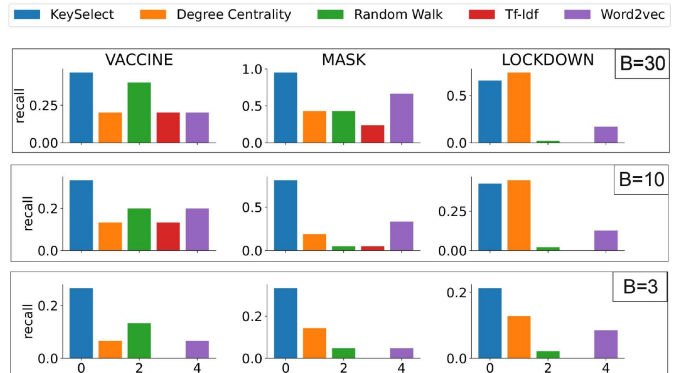 KeySelect Degree Centrality Random Walk Tf-Idf Word2vec
VACCINE MASK LOCKDOWN B=30
recall 0.25 0.00 1.0 0.5 0.0 0.5 0.0
B=10
recall 0.2 0.0 0.5 0.0 0.25 0.00
B=3
recall 0.2 0.0 0.2 0.0 0.2 0.0
0 2 4 0 2 4 0 2 4